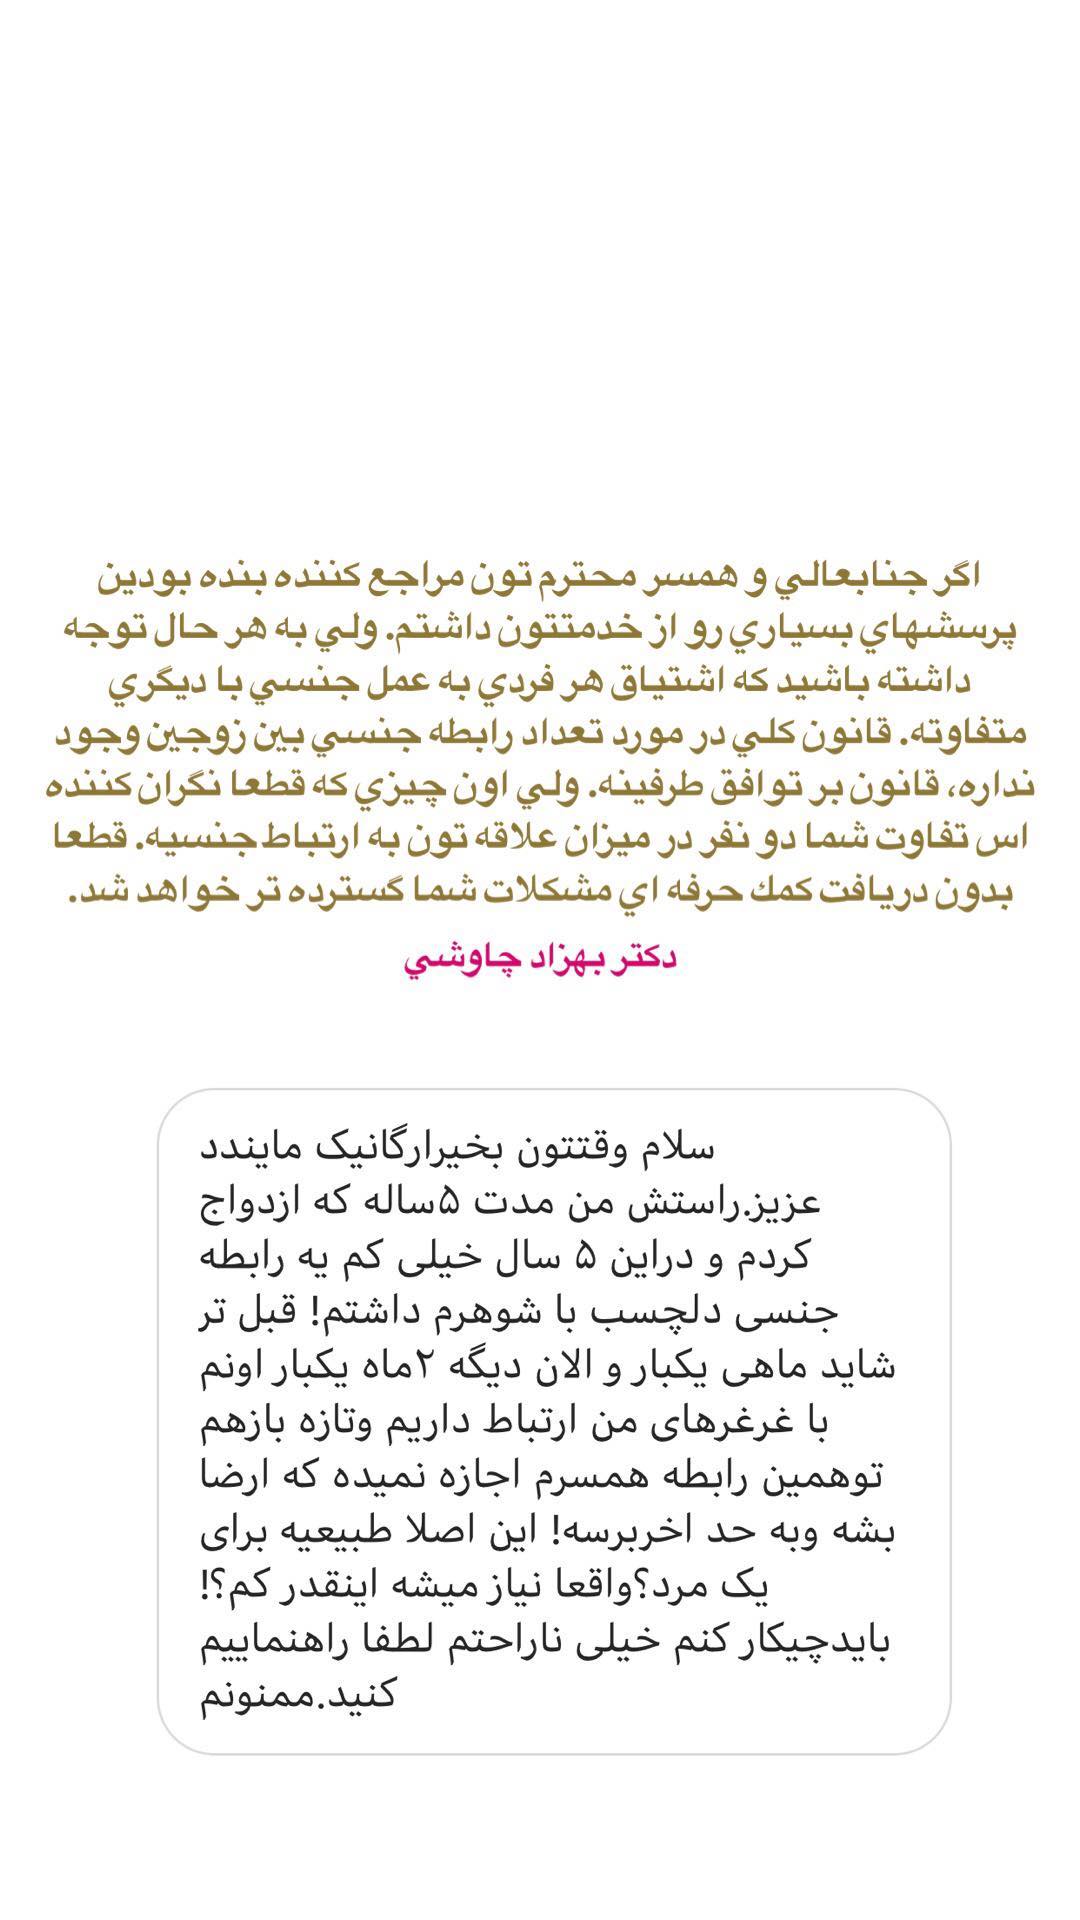 اگر جنابعالي و همسر محترم تون مراجع كننده بنده بودين
پرسشهاي بسياري رو از خدمتتون داشتم. ولي به هر حال توجه
داشته باشيد كه اشتياق هر فردي به عمل جنسي با ديگري
متفاوته. قانون كلي در مورد تعداد رابطه جنسي بين زوجين وجود
نداره، قانون بر توافق طرفينه. ولي اون چيزي كه قطعا نگران كننده
اس تفاوت شما دو نفر در ميزان علاقه تون به ارتباط جنسيه. قطعا
بدون دريافت كمك حرفه اي مشكلات شما گسترده تر خواهد شد.
دكتر بهزاد چاوشي
سلام وقتتون بخیرارگانیک مایندد
عزیز.راستش من مدت ۵ساله که ازدواج
کردم و دراین ۵ سال خیلی کم یه رابطه
جنسی دلچسب با شوهرم داشتم! قبل تر
شاید ماهی یکبار و الان دیگه ۲ماه یکبار اونم
با غرغرهای من ارتباط داریم وتازه بازهم
توهمین رابطه همسرم اجازه نمیده که ارضا
بشه وبه حد اخربرسه! این اصلا طبیعیه برای
یک مرد؟واقعا نیاز میشه اینقدر کم؟!
بایدچیکار کنم خیلی ناراحتم لطفا راهنماییم
کنید.ممنونم